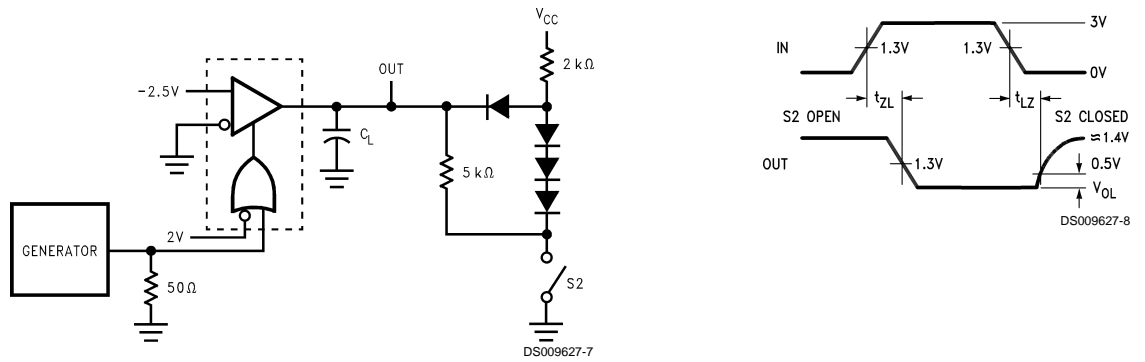 V_CC
2 kΩ
OUT
-2.5V
C_L
5 kΩ
2V
GENERATOR
50Ω
S2
DS009627-7
3V
IN
1.3V
1.3V
0V
t_ZL
t_LZ
S2 OPEN
S2 CLOSED
≈1.4V
OUT
1.3V
0.5V
V_OL
DS009627-8